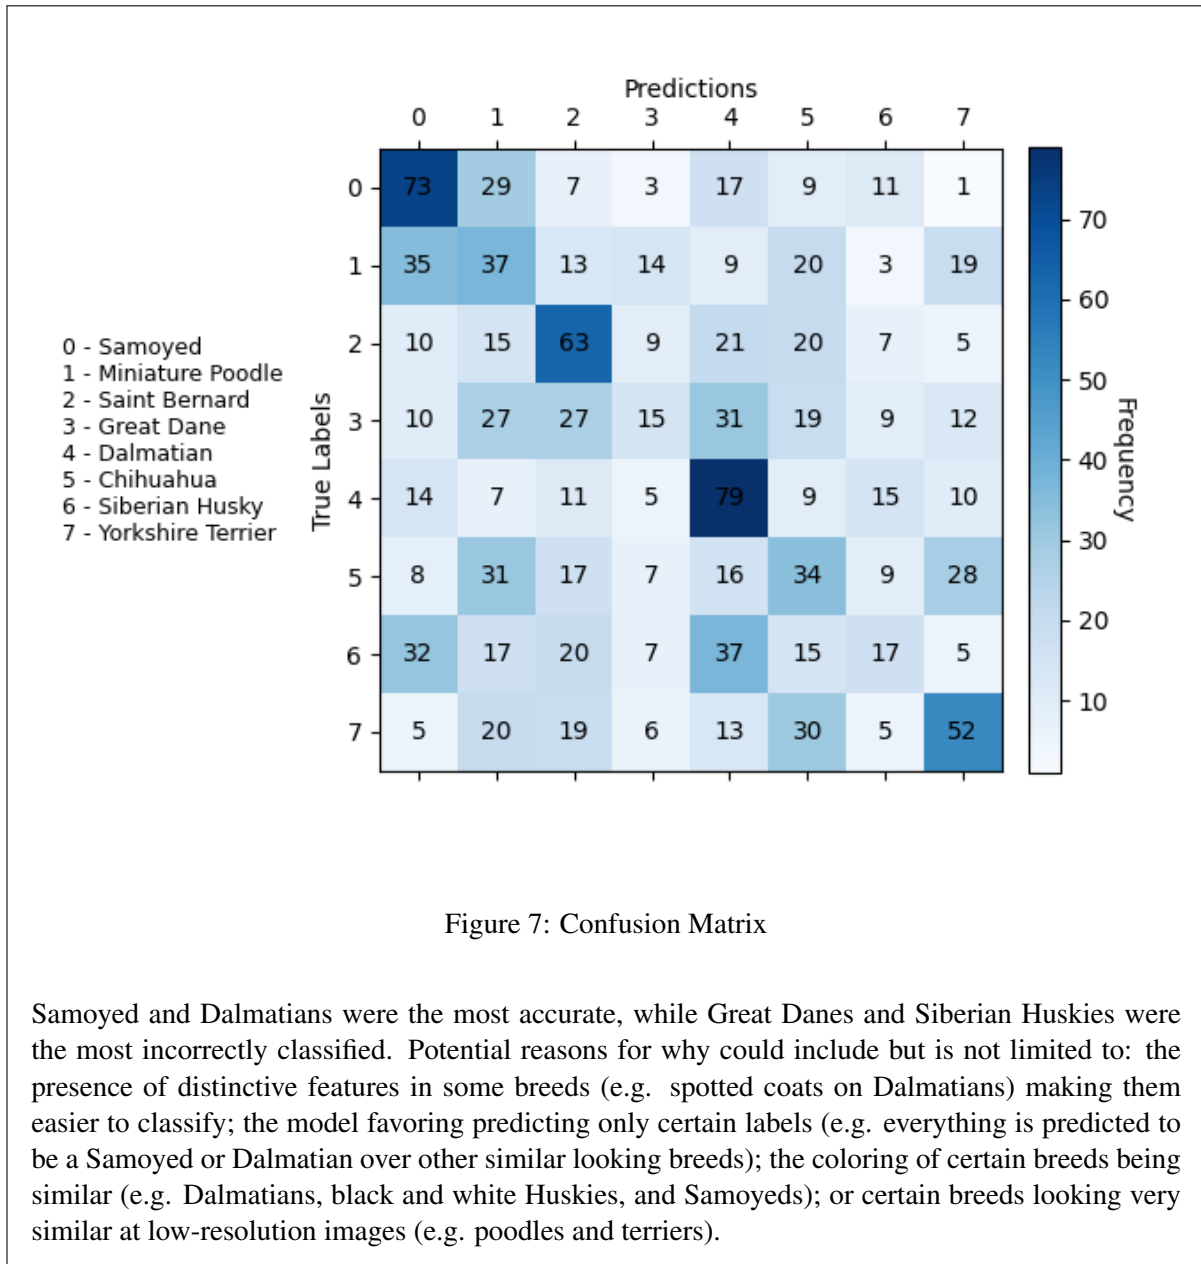 Predictions
0 1 2 3 4 5 6 7
0 73 29 7 3 17 9 11 1
1 35 37 13 14 9 20 3 19
2 10 15 63 9 21 20 7 5
3 10 27 27 15 31 19 9 12
4 14 7 11 5 79 9 15 10
5 8 31 17 7 16 34 9 28
6 32 17 20 7 37 15 17 5
7 5 20 19 6 13 30 5 52
True Labels
0 - Samoyed
1 - Miniature Poodle
2 - Saint Bernard
3 - Great Dane
4 - Dalmatian
5 - Chihuahua
6 - Siberian Husky
7 - Yorkshire Terrier
70
60
50
40
30
20
10
Frequency
Figure 7: Confusion Matrix
Samoyed and Dalmatians were the most accurate, while Great Danes and Siberian Huskies were
the most incorrectly classified. Potential reasons for why could include but is not limited to: the
presence of distinctive features in some breeds (e.g. spotted coats on Dalmatians) making them
easier to classify; the model favoring predicting only certain labels (e.g. everything is predicted to
be a Samoyed or Dalmatian over other similar looking breeds); the coloring of certain breeds being
similar (e.g. Dalmatians, black and white Huskies, and Samoyeds); or certain breeds looking very
similar at low-resolution images (e.g. poodles and terriers).